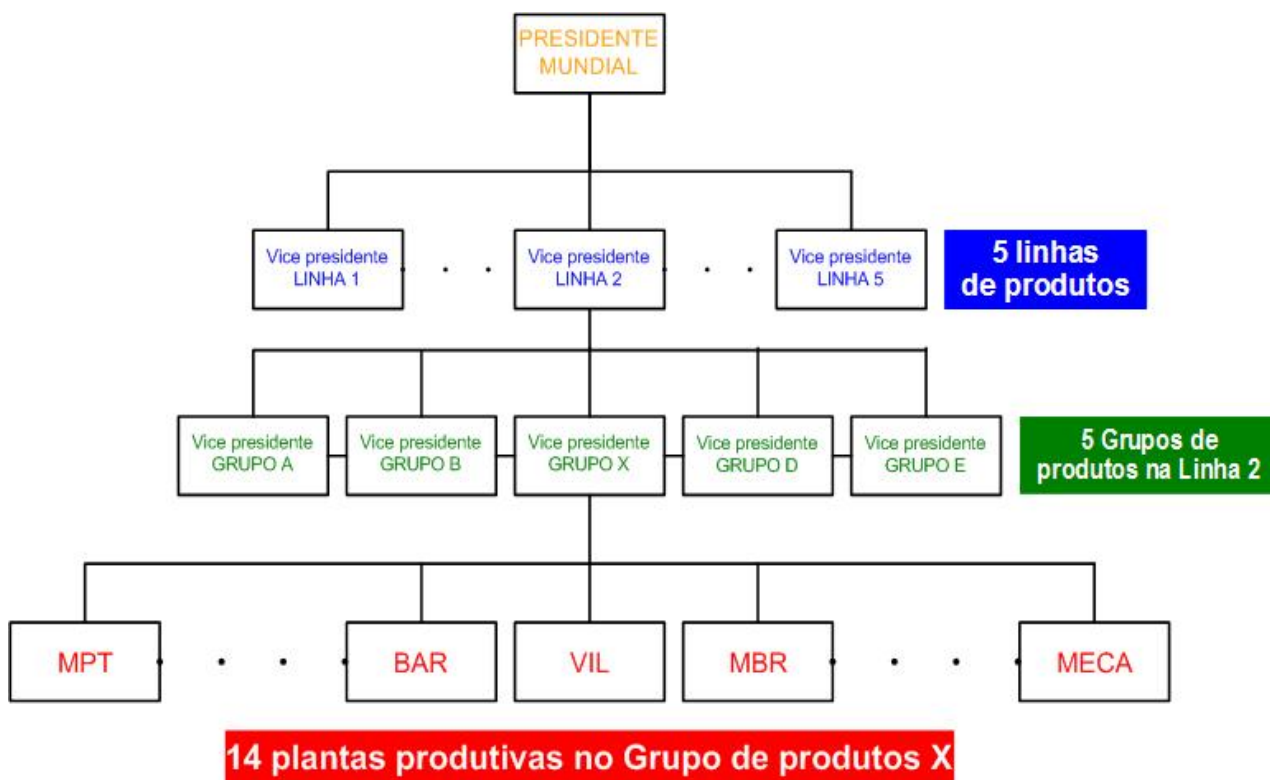 PRESIDENTE
MUNDIAL
Vice presidente
LINHA 1
Vice presidente
LINHA 2
Vice presidente
LINHA 5
5 linhas
de produtos
Vice presidente
GRUPO A
Vice presidente
GRUPO B
Vice presidente
GRUPO X
Vice presidente
GRUPO D
Vice presidente
GRUPO E
5 Grupos de
produtos na Linha 2
MPT
BAR
VIL
MBR
MECA
14 plantas produtivas no Grupo de produtos X